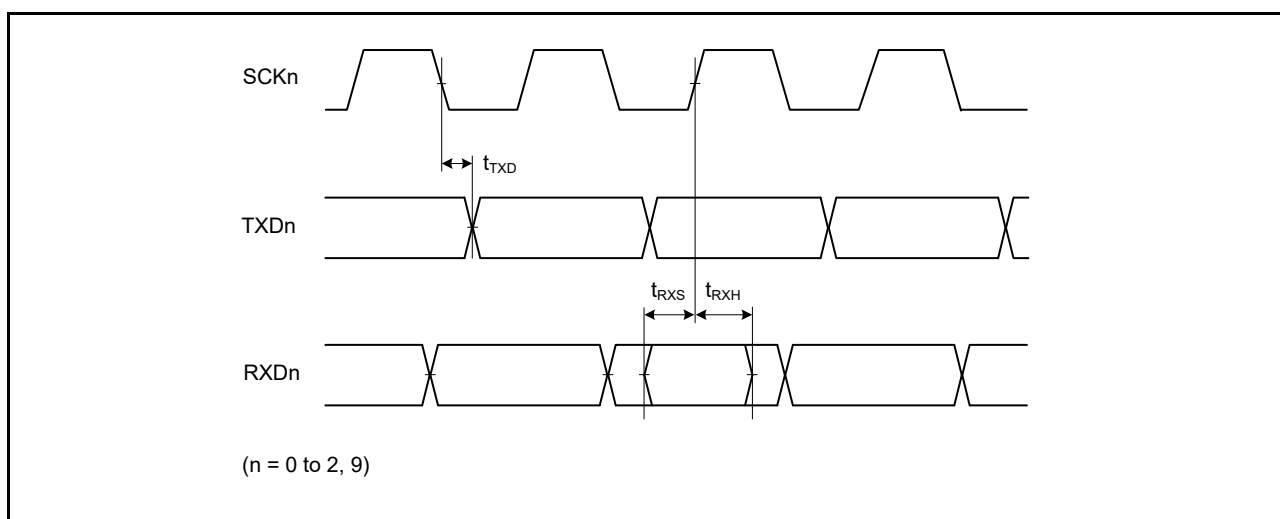 SCKn
tTXD
TXDn
tRXS tRXH
RXDn
(n = 0 to 2, 9)